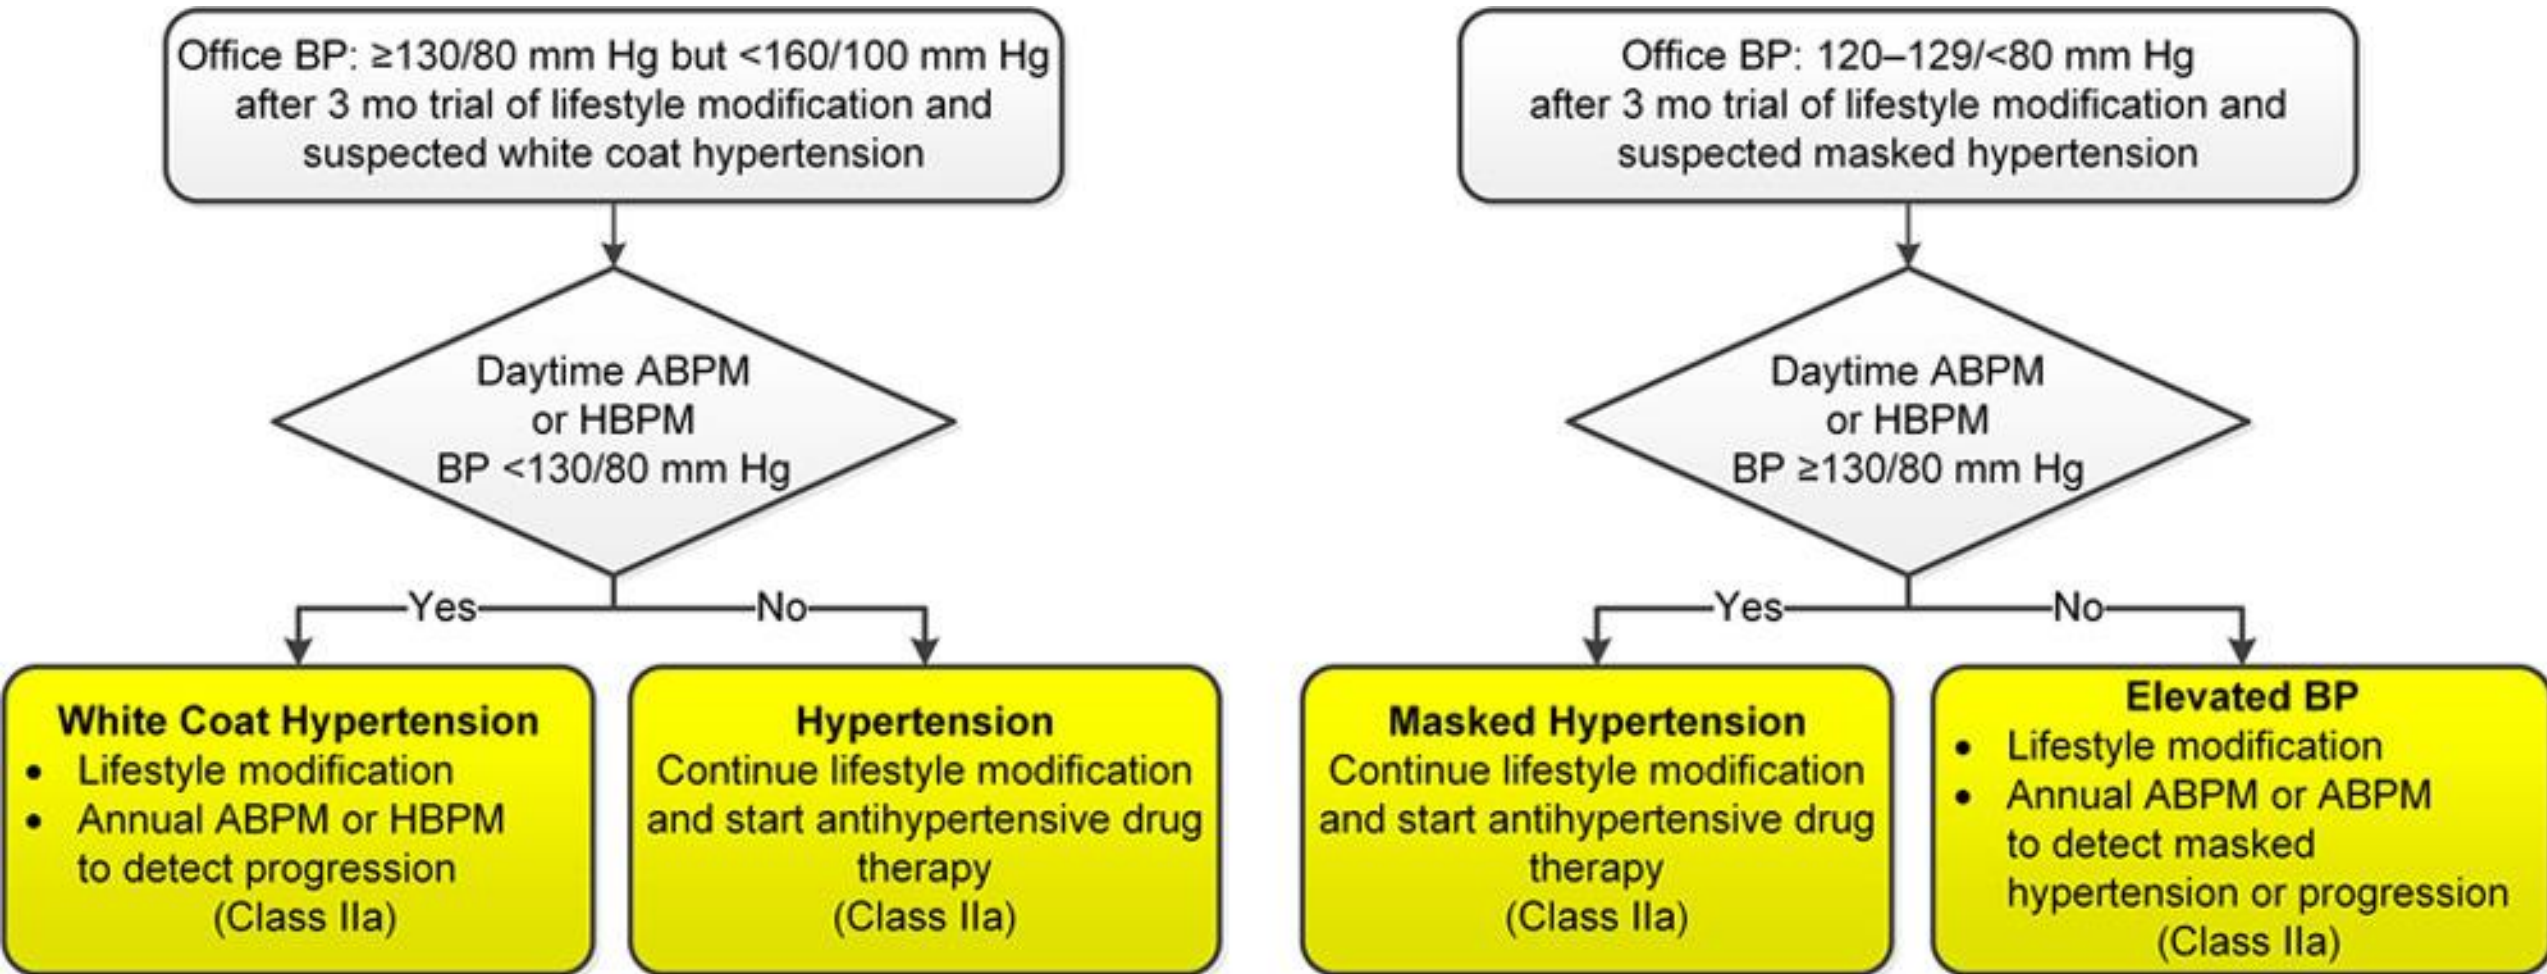 Office BP: ≥130/80 mm Hg but <160/100 mm Hg
after 3 mo trial of lifestyle modification and
suspected white coat hypertension
Daytime ABPM
or HBPM
BP <130/80 mm Hg
Yes
No
White Coat Hypertension
• Lifestyle modification
• Annual ABPM or HBPM
to detect progression
(Class IIa)
Hypertension
Continue lifestyle modification
and start antihypertensive drug
therapy
(Class IIa)
Office BP: 120–129/<80 mm Hg
after 3 mo trial of lifestyle modification and
suspected masked hypertension
Daytime ABPM
or HBPM
BP ≥130/80 mm Hg
Yes
No
Masked Hypertension
Continue lifestyle modification
and start antihypertensive drug
therapy
(Class IIa)
Elevated BP
• Lifestyle modification
• Annual ABPM or ABPM
to detect masked
hypertension or progression
(Class IIa)